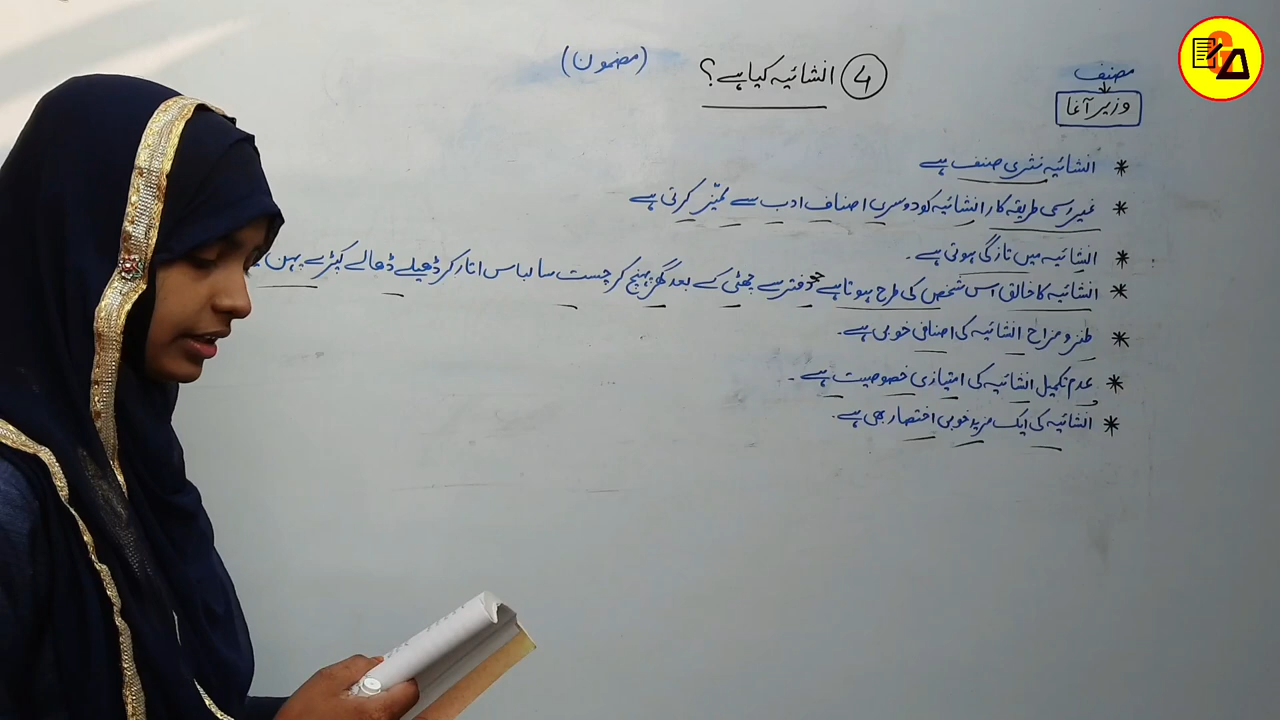 ۴ انشائیہ کیا ہے؟ (مضمون)
مصنف
وزیر آغا
* انشائیہ نثری صنف ہے
* غیر رسمی طریقہ کار انشائیہ کو دوسری اصناف ادب سے ممیّز کرتی ہے
* انشائیہ میں تازگی ہوتی ہے۔
* انشائیہ کا خالق اس شخص کی طرح ہوتا ہے جو دفتر سے چھٹی کے بعد گھر پہنچ کر چست سا لباس اتار کر ڈھیلے ڈھالے کپڑے پہن
* طنز و مزاح انشائیہ کی اضافی خوبی ہے۔
* عدم تکمیل انشائیہ کی امتیازی خصوصیت ہے۔
* انشائیہ کی ایک مزید خوبی اختصار بھی ہے۔